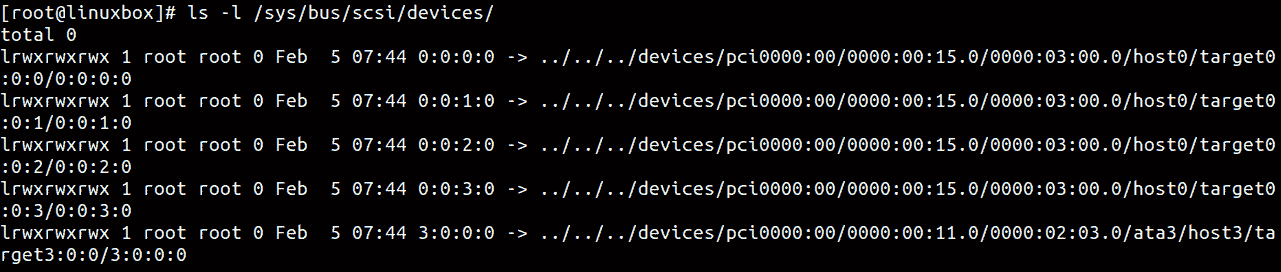 [root@linuxbox]# ls -l /sys/bus/scsi/devices/
total 0
lrwxrwxrwx 1 root root 0 Feb  5 07:44 0:0:0:0 -> ../../../devices/pci0000:00/0000:00:15.0/0000:03:00.0/host0/target0
:0:0/0:0:0:0
lrwxrwxrwx 1 root root 0 Feb  5 07:44 0:0:1:0 -> ../../../devices/pci0000:00/0000:00:15.0/0000:03:00.0/host0/target0
:0:1/0:0:1:0
lrwxrwxrwx 1 root root 0 Feb  5 07:44 0:0:2:0 -> ../../../devices/pci0000:00/0000:00:15.0/0000:03:00.0/host0/target0
:0:2/0:0:2:0
lrwxrwxrwx 1 root root 0 Feb  5 07:44 0:0:3:0 -> ../../../devices/pci0000:00/0000:00:15.0/0000:03:00.0/host0/target0
:0:3/0:0:3:0
lrwxrwxrwx 1 root root 0 Feb  5 07:44 3:0:0:0 -> ../../../devices/pci0000:00/0000:00:11.0/0000:02:03.0/ata3/host3/ta
rget3:0:0/3:0:0:0